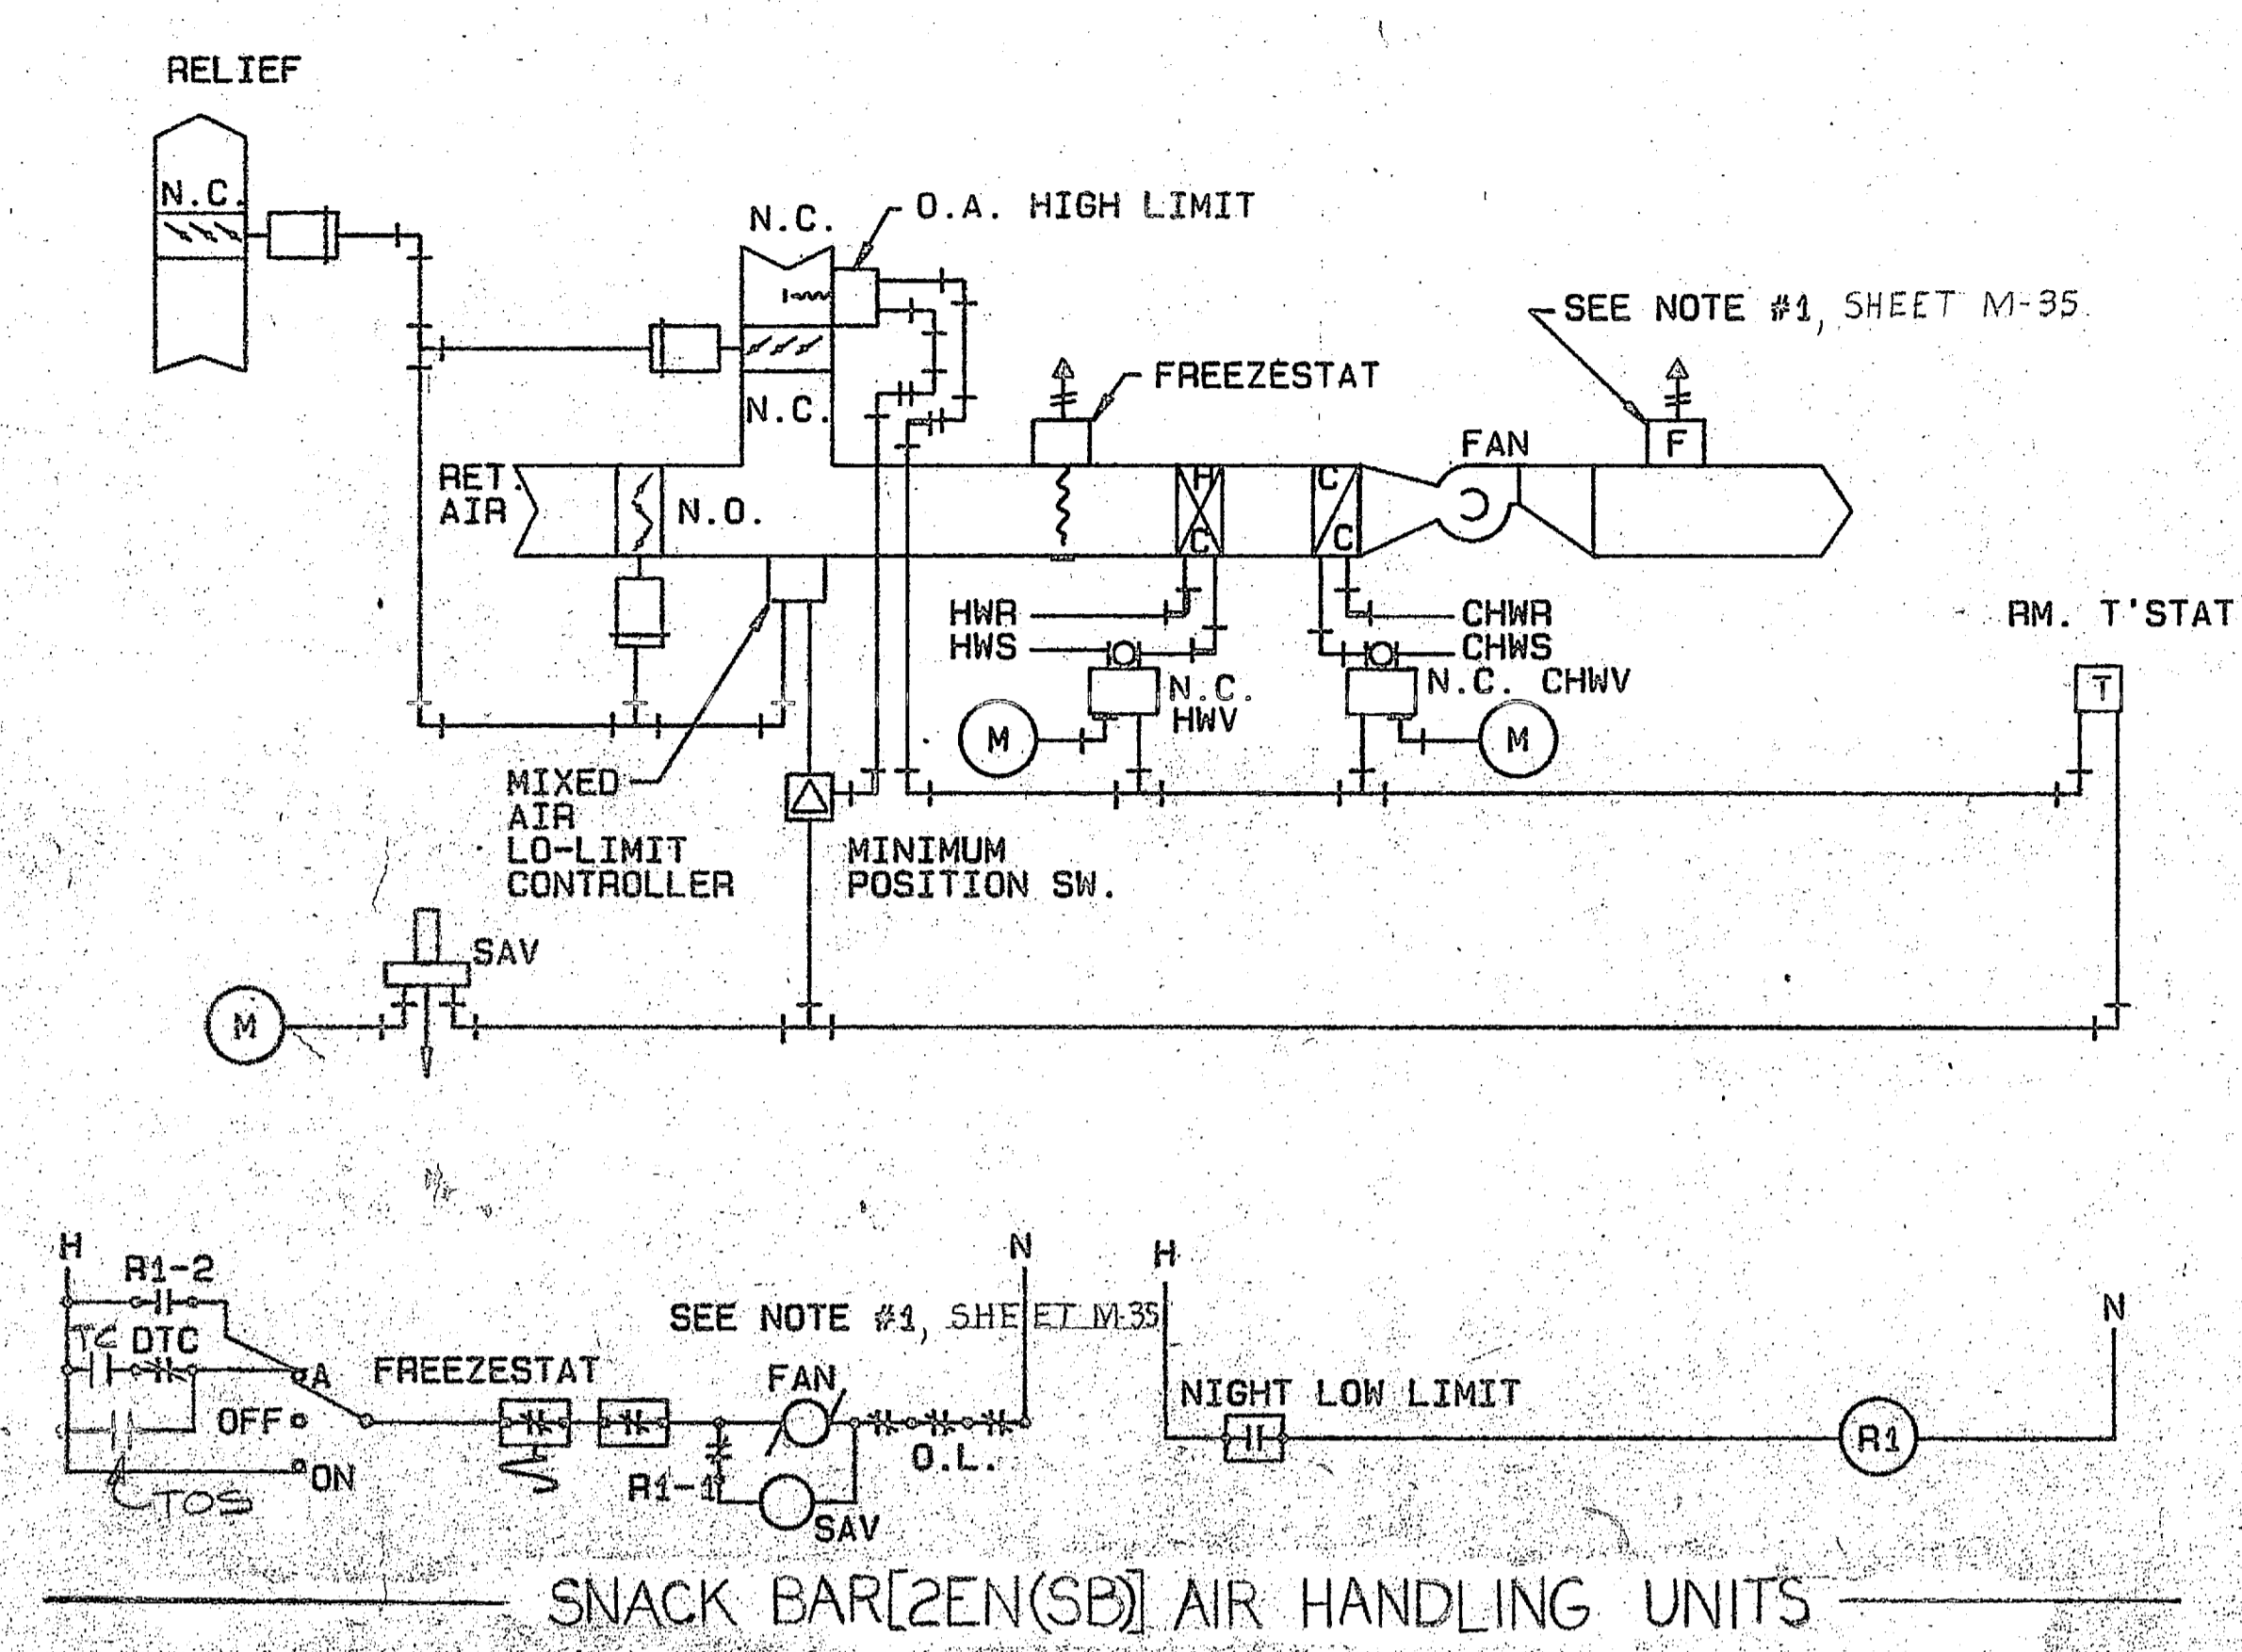 RELIEF
N.C.
N.C.
O.A. HIGH LIMIT
SEE NOTE #1, SHEET M-35
N.C.
FREEZESTAT
F
FAN
RET.
AIR
N.O.
H
C
C
C
HWR
HWS
CHWR
CHWS
RM. T'STAT
T
N.C.
HWV
N.C. CHWV
M
M
MIXED
AIR
LO-LIMIT
CONTROLLER
MINIMUM
POSITION SW.
SAV
M
H
R1-2
TC DTC
A
OFF
ON
TOS
FREEZESTAT
SEE NOTE #1, SHEET M-35
FAN
N
O.L.
R1-1
SAV
H
NIGHT LOW LIMIT
R1
N
SNACK BAR[2EN(SB)] AIR HANDLING UNITS